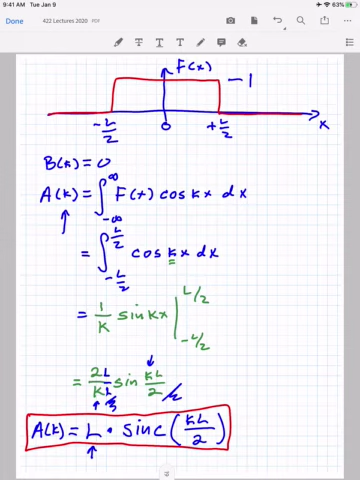 9:41 AM Tue Jan 9
63%
Done 422 Lectures 2020 PDF
F(x)
1
-L/2 0 +L/2 x
B(k) = 0
A(k) = ∫_{-∞}^{∞} F(x) cos kx dx
= ∫_{-L/2}^{L/2} cos kx dx
= 1/k sin kx |_{-L/2}^{L/2}
= 2L/kL sin kL/2
A(k) = L • sinc (kL/2)